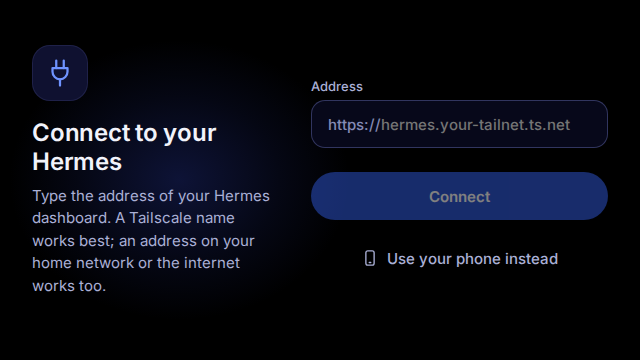 Connect to your
Hermes
Type the address of your Hermes
dashboard. A Tailscale name
works best; an address on your
home network or the internet
works too.
Address
https://hermes.your-tailnet.ts.net
Connect
Use your phone instead